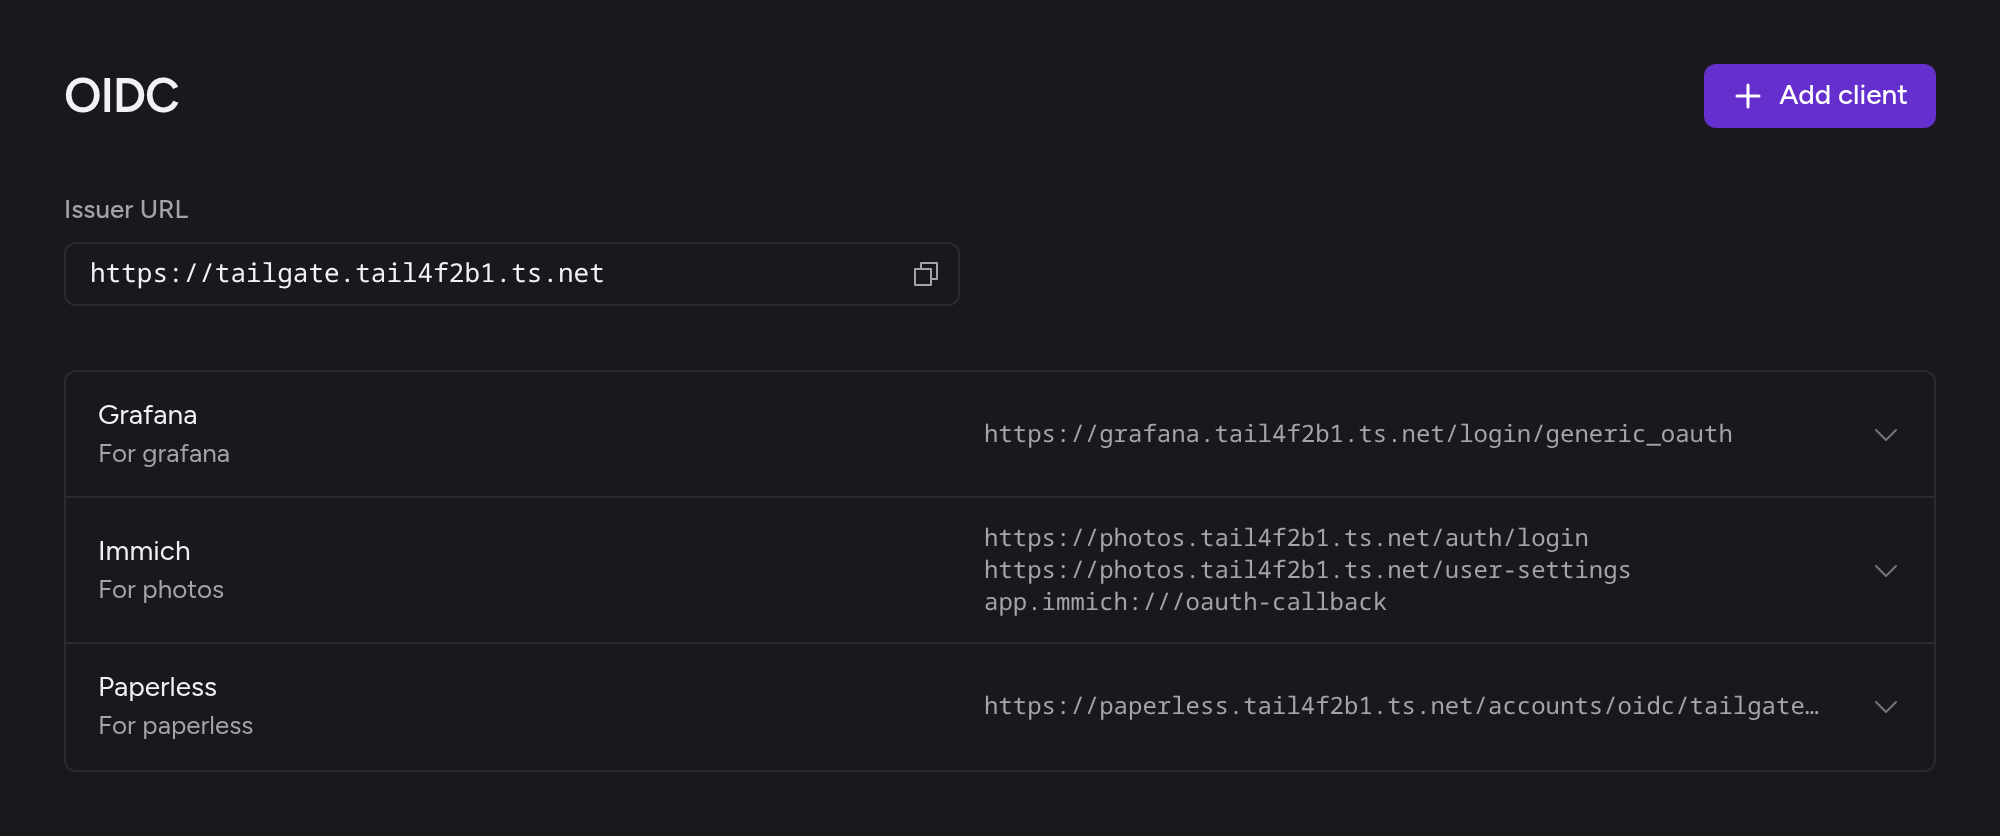 OIDC
Add client
Issuer URL
https://tailgate.tail4f2b1.ts.net
Grafana
For grafana
https://grafana.tail4f2b1.ts.net/login/generic_oauth
Immich
For photos
https://photos.tail4f2b1.ts.net/auth/login
https://photos.tail4f2b1.ts.net/user-settings
app.immich:///oauth-callback
Paperless
For paperless
https://paperless.tail4f2b1.ts.net/accounts/oidc/tailgate…